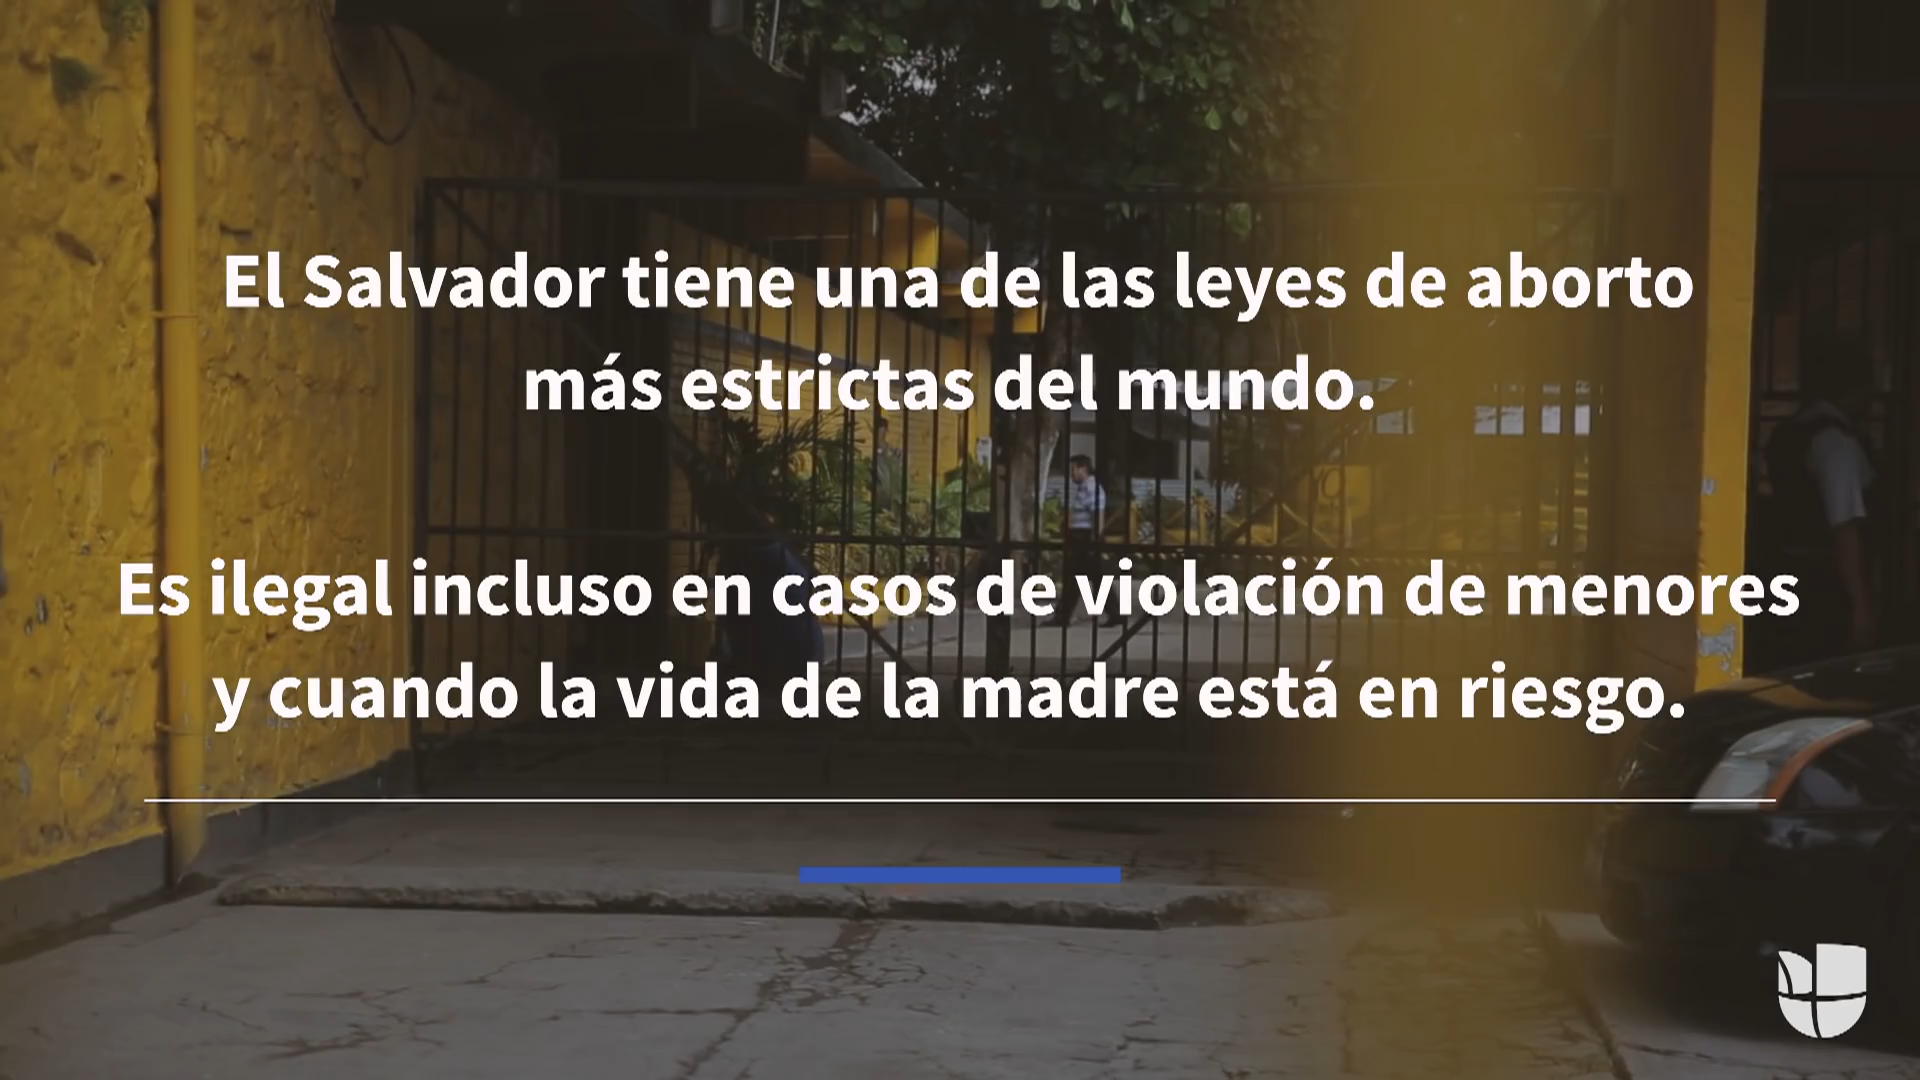 El Salvador tiene una de las leyes de aborto
más estrictas del mundo.
Es ilegal incluso en casos de violación de menores
y cuando la vida de la madre está en riesgo.